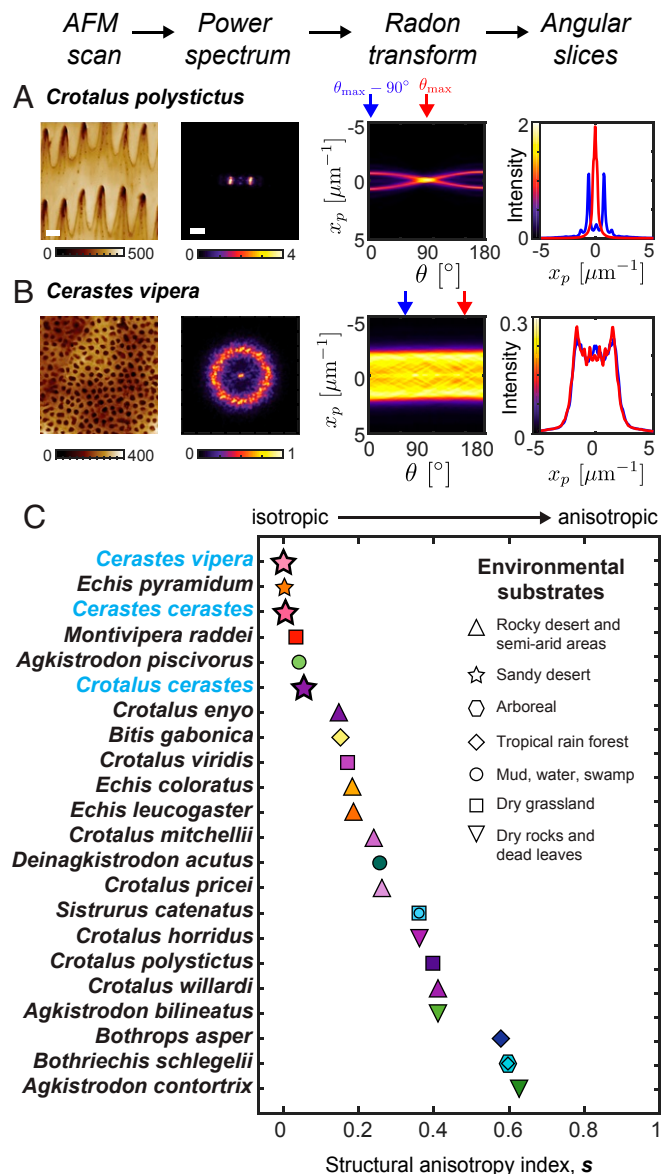 AFM scan
Power spectrum
Radon transform
Angular slices
A Crotalus polystictus
θmax − 90°
θmax
0 500
0 4
-5
0
5
xp [μm−1]
0 90 180
θ [°]
2
1
0
Intensity
-5 0 5
xp [μm−1]
B Cerastes vipera
0 400
0 1
-5
0
5
xp [μm−1]
0 90 180
θ [°]
0.3
0
Intensity
-5 0 5
xp [μm−1]
C
isotropic
anisotropic
Cerastes vipera
Echis pyramidum
Cerastes cerastes
Montivipera raddei
Agkistrodon piscivorus
Crotalus cerastes
Crotalus enyo
Bitis gabonica
Crotalus viridis
Echis coloratus
Echis leucogaster
Crotalus mitchellii
Deinagkistrodon acutus
Crotalus pricei
Sistrurus catenatus
Crotalus horridus
Crotalus polystictus
Crotalus willardi
Agkistrodon bilineatus
Bothrops asper
Bothriechis schlegelii
Agkistrodon contortrix
Environmental
substrates
Rocky desert and
semi-arid areas
Sandy desert
Arboreal
Tropical rain forest
Mud, water, swamp
Dry grassland
Dry rocks and
dead leaves
0 0.2 0.4 0.6 0.8 1
Structural anisotropy index, s